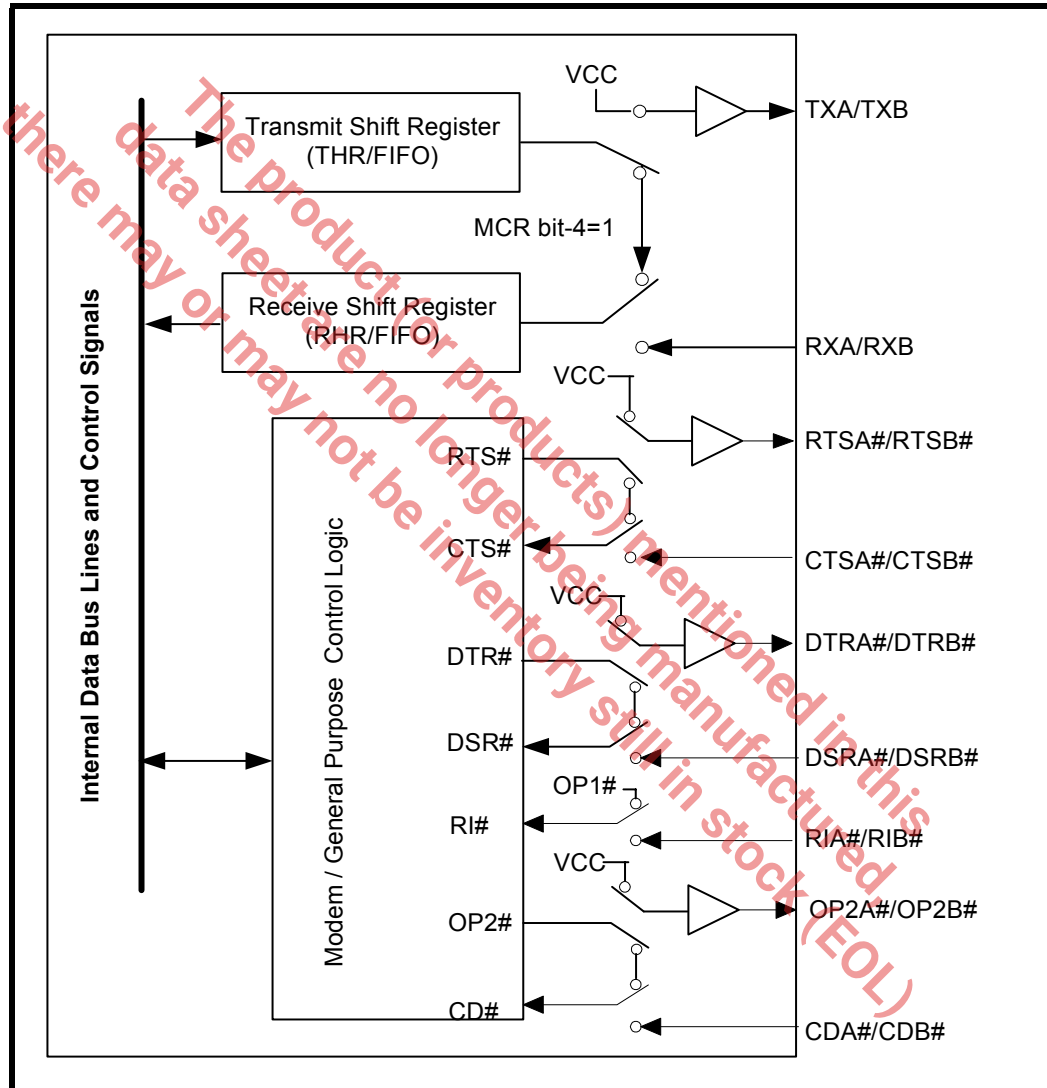 VCC
TXA/TXB
Transmit Shift Register
(THR/FIFO)
MCR bit-4=1
Receive Shift Register
(RHR/FIFO)
RXA/RXB
VCC
RTSA#/RTSB#
RTS#
CTS#
CTSA#/CTSB#
VCC
DTRA#/DTRB#
DTR#
DSR#
DSRA#/DSRB#
OP1#
RI#
RIA#/RIB#
VCC
OP2A#/OP2B#
OP2#
CD#
CDA#/CDB#
Internal Data Bus Lines and Control Signals
Modem / General Purpose Control Logic
The product (or products) mentioned in this
data sheet are no longer being manufactured,
there may or may not be inventory still in stock (EOL)